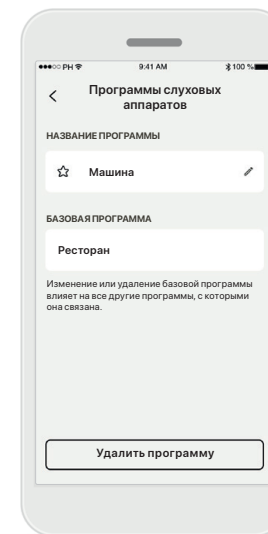 ●●●○○ PH 9:41 AM 100 %
Программы слуховых
аппаратов
НАЗВАНИЕ ПРОГРАММЫ
Машина
БАЗОВАЯ ПРОГРАММА
Ресторан
Изменение или удаление базовой программы
влияет на все другие программы, с которыми
она связана.
Удалить программу